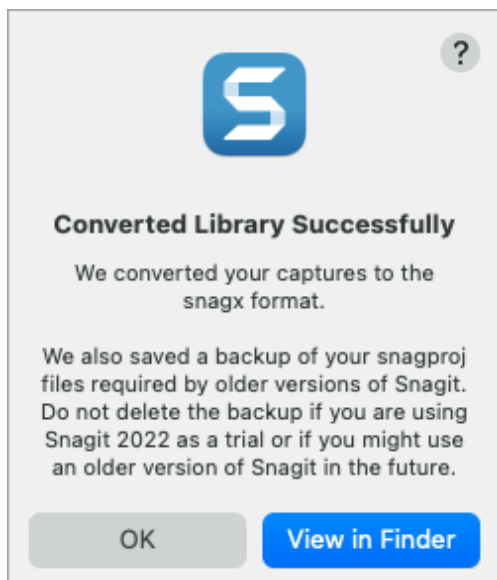 ?
Converted Library Successfully
We converted your captures to the
snagx format.
We also saved a backup of your snagproj
files required by older versions of Snagit.
Do not delete the backup if you are using
Snagit 2022 as a trial or if you might use
an older version of Snagit in the future.
OK
View in Finder